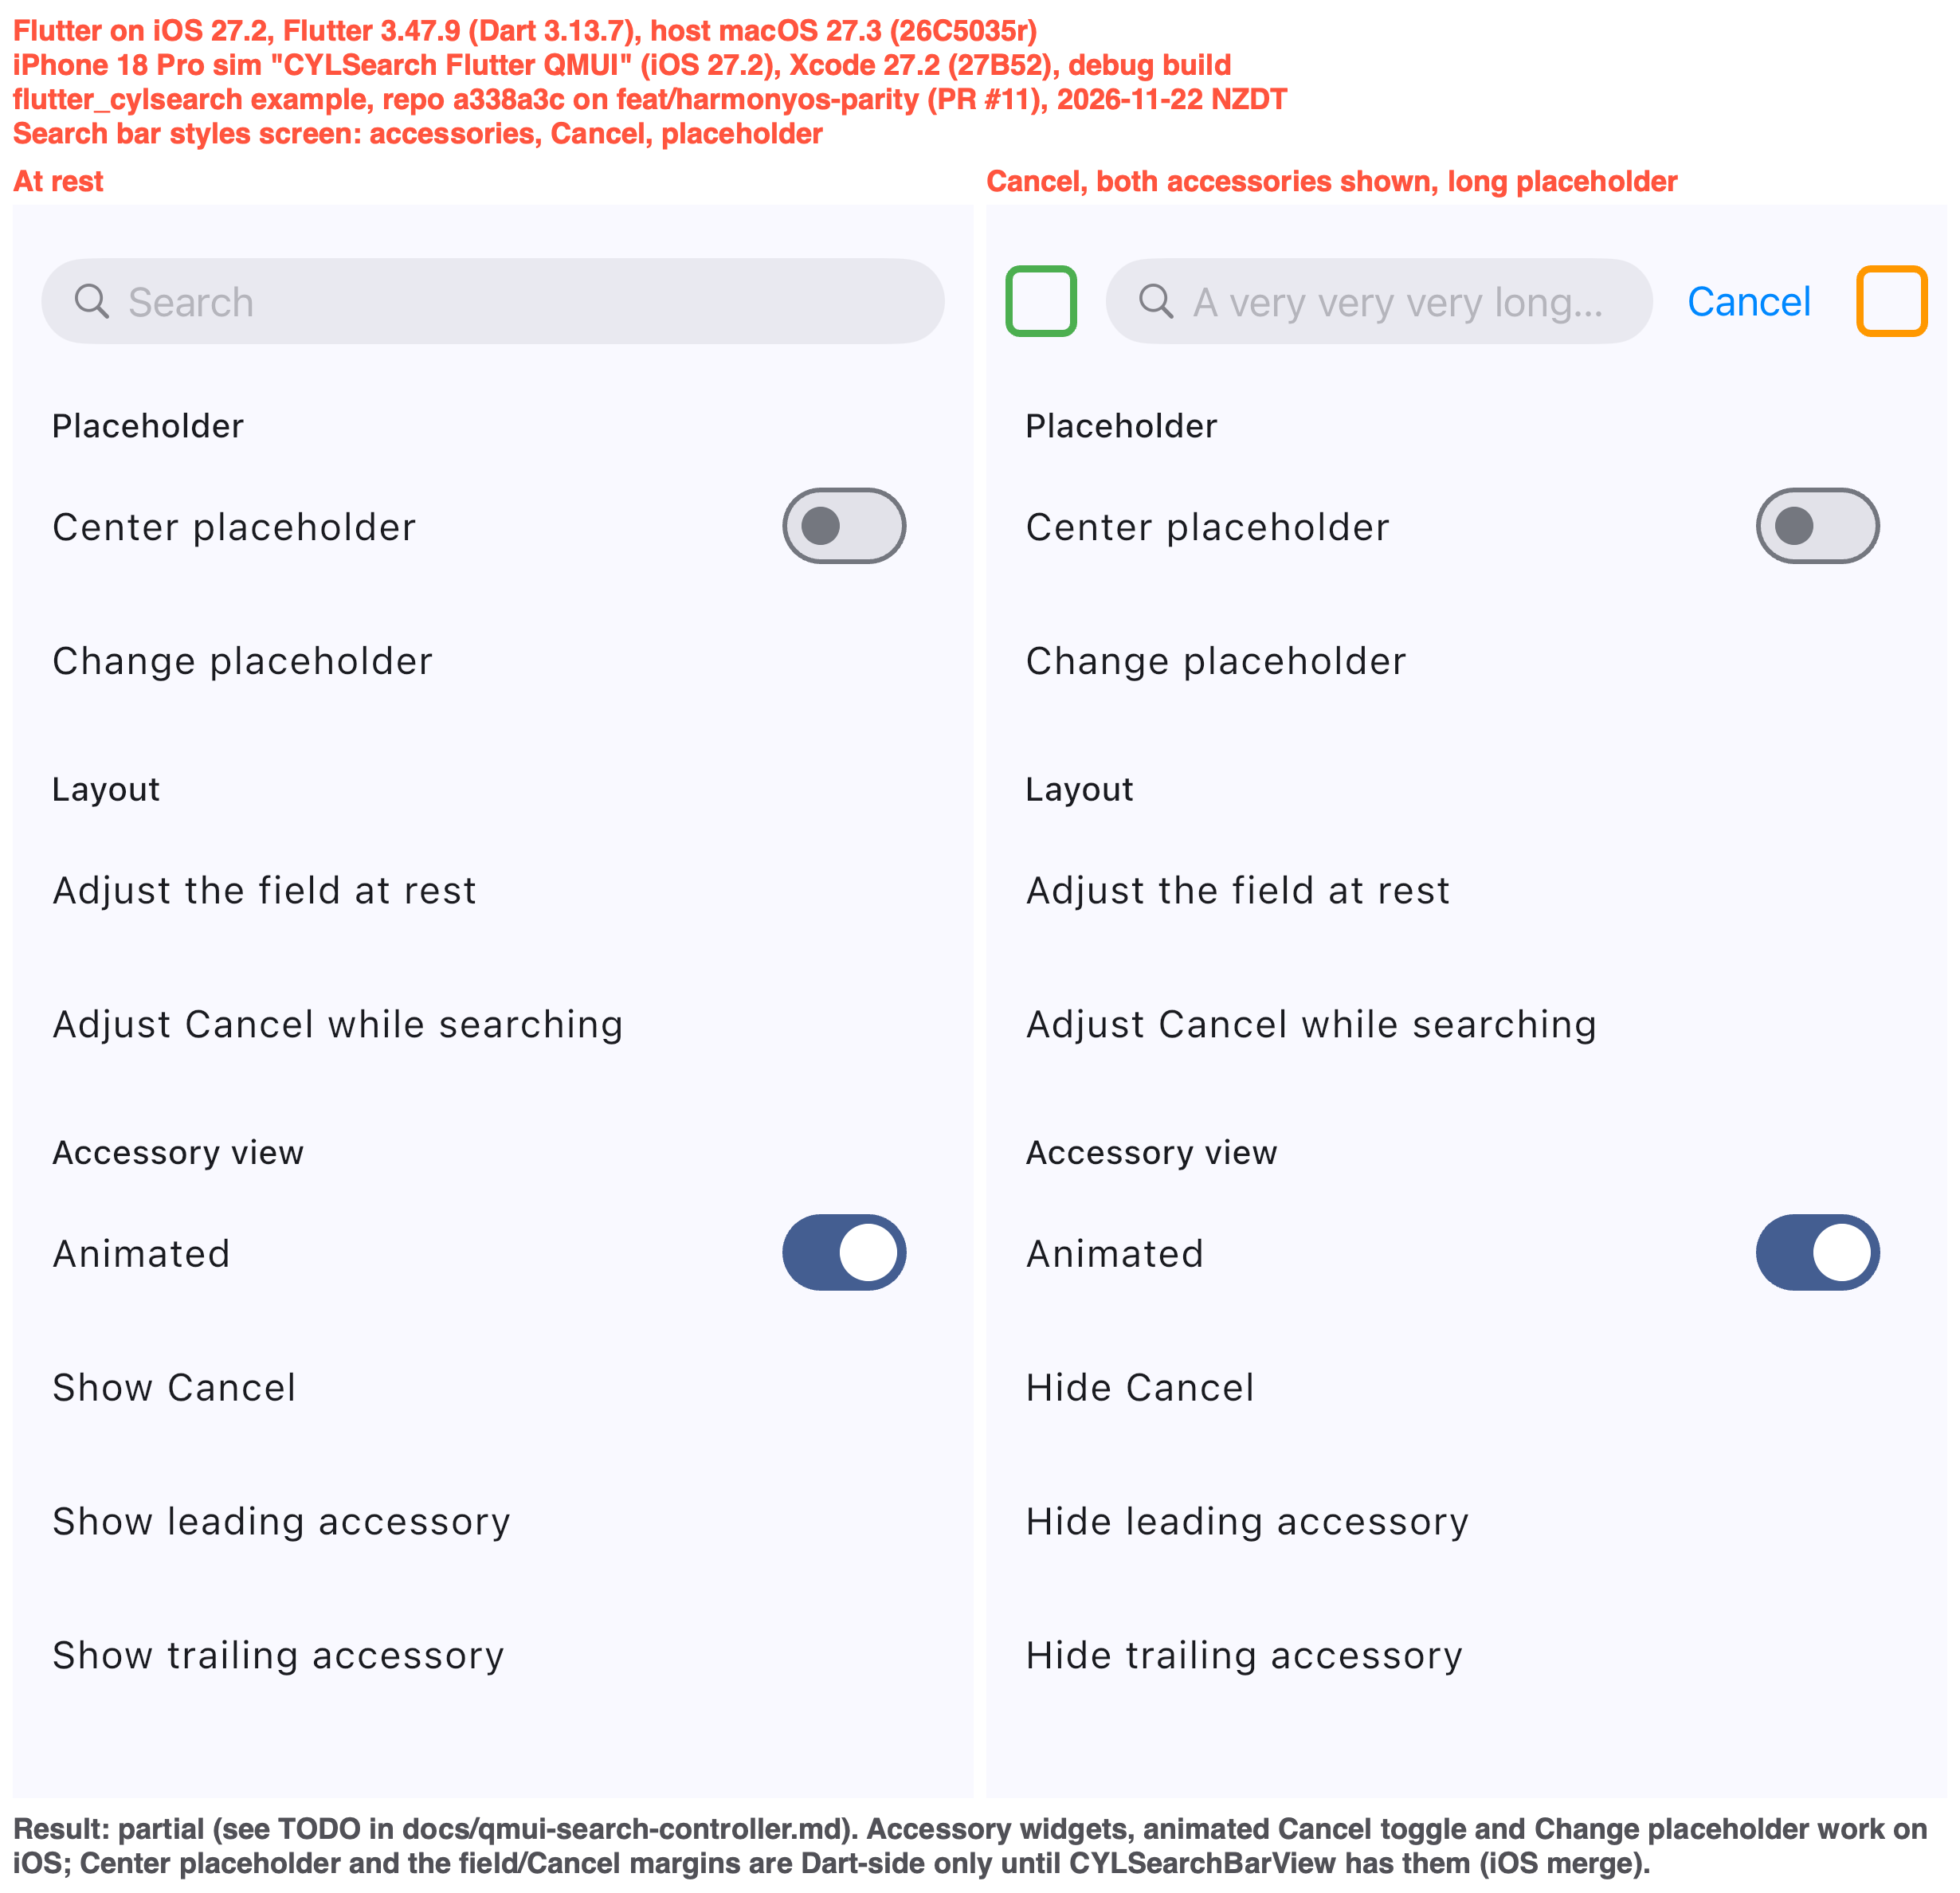 Flutter on iOS 27.2, Flutter 3.47.9 (Dart 3.13.7), host macOS 27.3 (26C5035r)
iPhone 18 Pro sim "CYLSearch Flutter QMUI" (iOS 27.2), Xcode 27.2 (27B52), debug build
flutter_cylsearch example, repo a338a3c on feat/harmonyos-parity (PR #11), 2026-11-22 NZDT
Search bar styles screen: accessories, Cancel, placeholder
At rest
Search
Placeholder
Center placeholder
Change placeholder
Layout
Adjust the field at rest
Adjust Cancel while searching
Accessory view
Animated
Show Cancel
Show leading accessory
Show trailing accessory
Cancel, both accessories shown, long placeholder
A very very very long...
Cancel
Placeholder
Center placeholder
Change placeholder
Layout
Adjust the field at rest
Adjust Cancel while searching
Accessory view
Animated
Hide Cancel
Hide leading accessory
Hide trailing accessory
Result: partial (see TODO in docs/qmui-search-controller.md). Accessory widgets, animated Cancel toggle and Change placeholder work on
iOS; Center placeholder and the field/Cancel margins are Dart-side only until CYLSearchBarView has them (iOS merge).